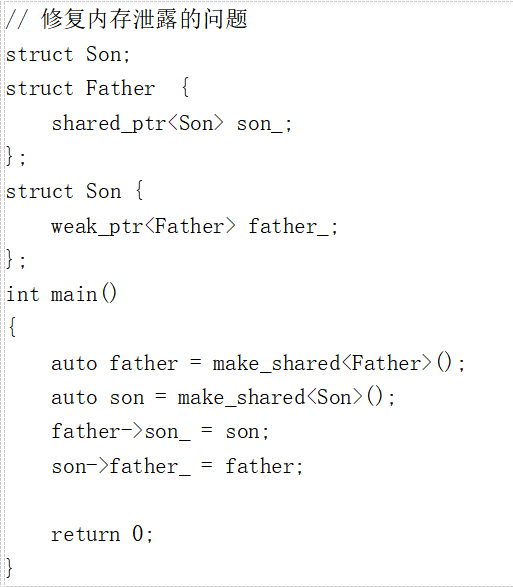 // 修复内存泄露的问题
struct Son;
struct Father  {
    shared_ptr<Son> son_;
};
struct Son {
    weak_ptr<Father> father_;
};
int main()
{
    auto father = make_shared<Father>();
    auto son = make_shared<Son>();
    father->son_ = son;
    son->father_ = father;

    return 0;
}